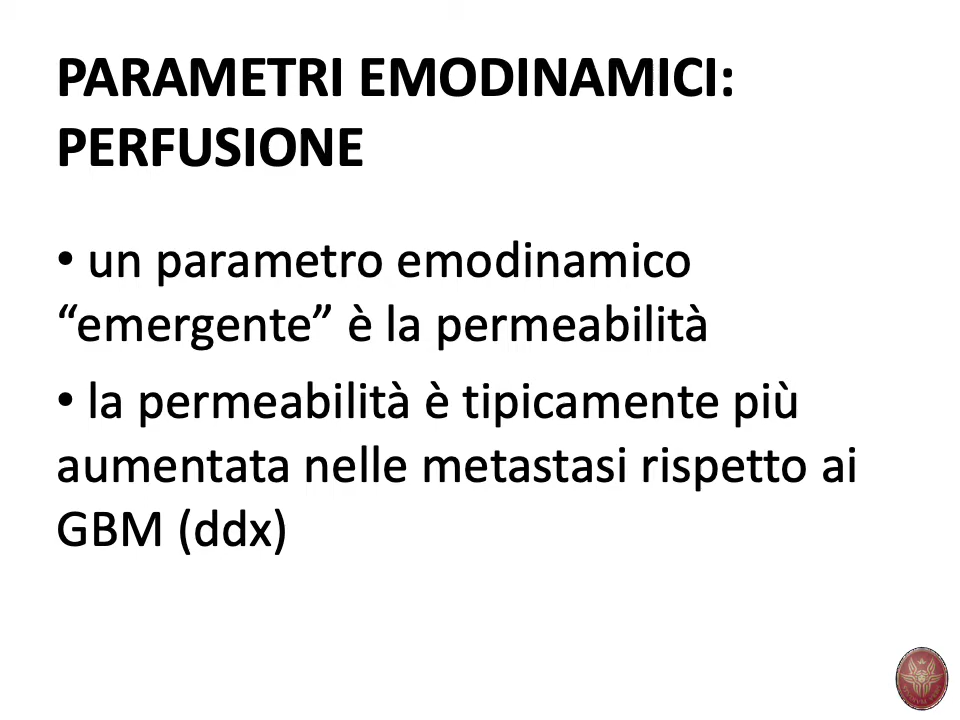 PARAMETRI EMODINAMICI:
PERFUSIONE
• un parametro emodinamico
“emergente” è la permeabilità
• la permeabilità è tipicamente più
aumentata nelle metastasi rispetto ai
GBM (ddx)